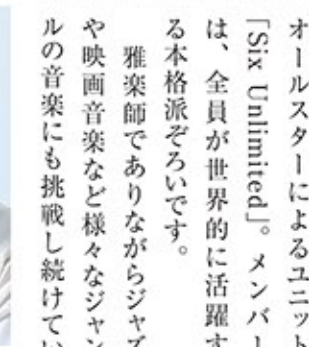 オールスターによるユニット
「Six Unlimited」。メンバー
は、全員が世界的に活躍す
る本格派ぞろいです。
雅楽師でありながらジャズ
や映画音楽など様々なジャン
ルの音楽にも挑戦し続けてい